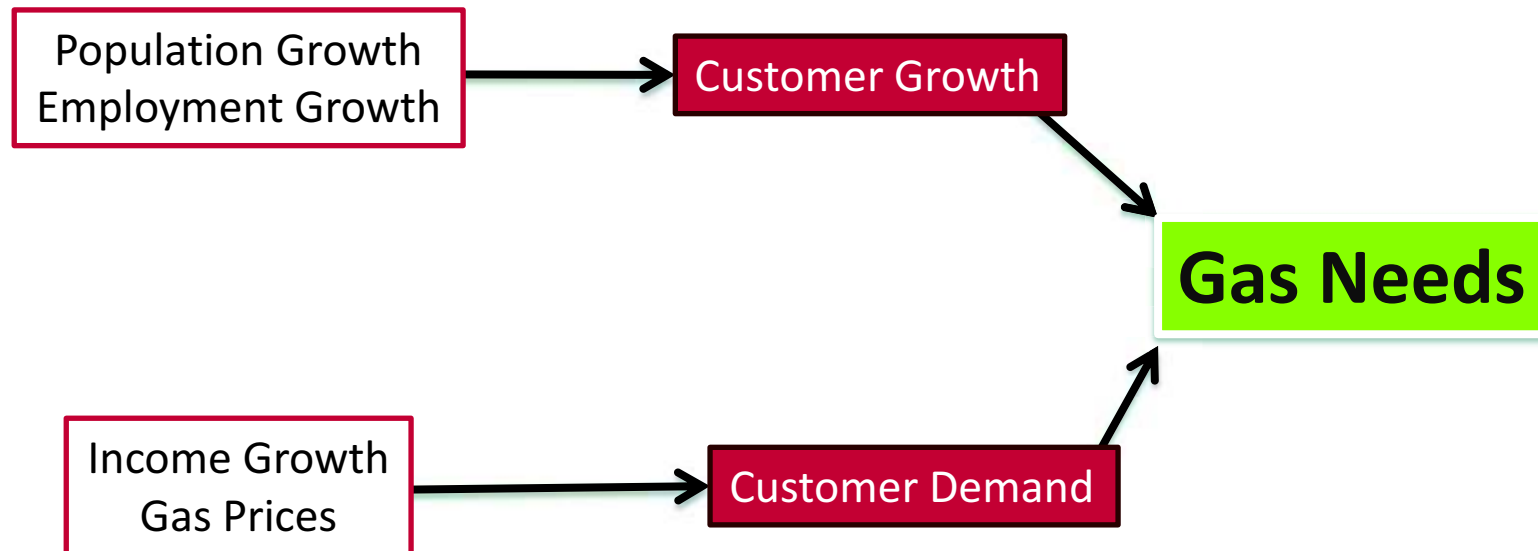 Population Growth
Employment Growth
Customer Growth
Gas Needs
Income Growth
Gas Prices
Customer Demand